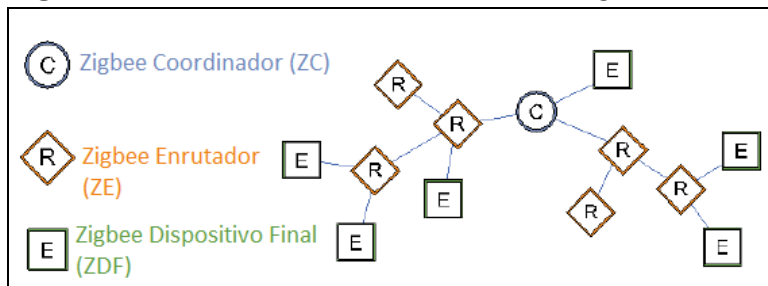 C Zigbee Coordinador (ZC)
R Zigbee Enrutador
(ZE)
E Zigbee Dispositivo Final
(ZDF)
E
R
C
R
R
E
E
R
R
E
R
E
E